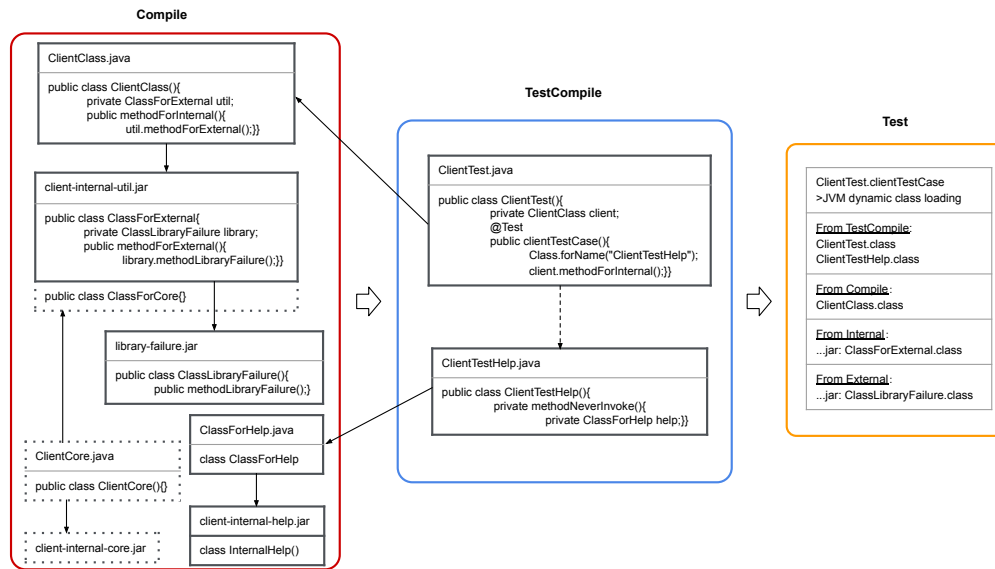 Compile
ClientClass.java
public class ClientClass(){
private ClassForExternal util;
public methodForInternal(){
util.methodForExternal();}}
client-internal-util.jar
public class ClassForExternal{
private ClassLibraryFailure library;
public methodForExternal(){
library.methodLibraryFailure();}}
public class ClassForCore{}
library-failure.jar
public class ClassLibraryFailure(){
public methodLibraryFailure();}
ClientCore.java
public class ClientCore(){}
client-internal-core.jar
ClassForHelp.java
class ClassForHelp
client-internal-help.jar
class InternalHelp()
TestCompile
ClientTest.java
public class ClientTest(){
private ClientClass client;
@Test
public clientTestCase(){
Class.forName("ClientTestHelp");
client.methodForInternal();}}
ClientTestHelp.java
public class ClientTestHelp(){
private methodNeverInvoke(){
private ClassForHelp help;}}
Test
ClientTest.clientTestCase
>JVM dynamic class loading
From TestCompile:
ClientTest.class
ClientTestHelp.class
From Compile:
ClientClass.class
From Internal:
...jar: ClassForExternal.class
From External:
...jar: ClassLibraryFailure.class